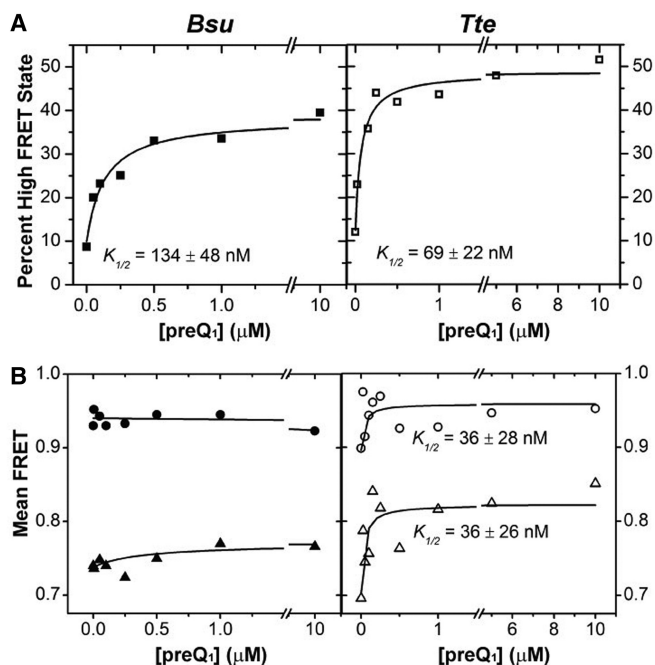 A
Bsu
Tte
Percent High FRET State
50
40
30
20
10
0
K1/2 = 134 ± 48 nM
0.0
0.5
1.0
10
[preQ1] (μM)
K1/2 = 69 ± 22 nM
50
40
30
20
10
0
0
1
6
8
10
[preQ1] (μM)
B
Mean FRET
1.0
0.9
0.8
0.7
0.0
0.5
1.0
10
[preQ1] (μM)
K1/2 = 36 ± 28 nM
K1/2 = 36 ± 26 nM
1.0
0.9
0.8
0.7
0
1
6
8
10
[preQ1] (μM)